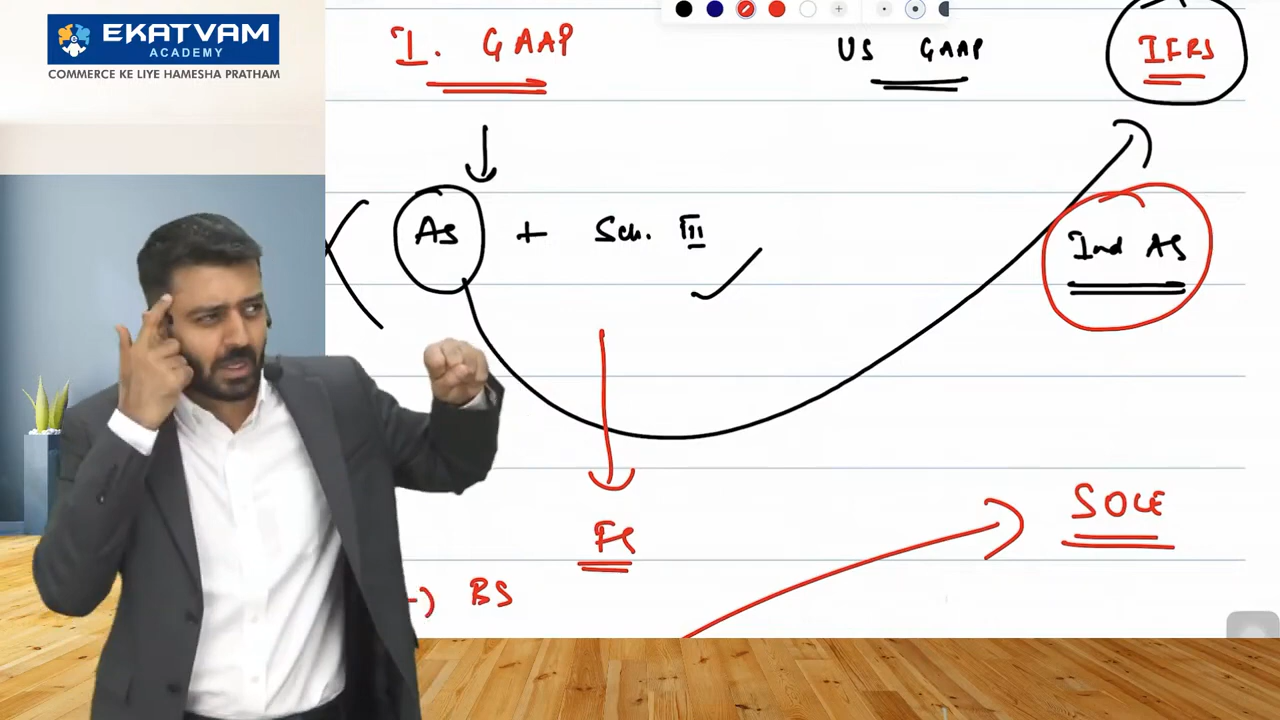 EKATVAM
ACADEMY
COMMERCE KE LIYE HAMESHA PRATHAM
I. GAAP
US GAAP
IFRS
AS + Sch. III
Ind AS
FS
SOCE
BS